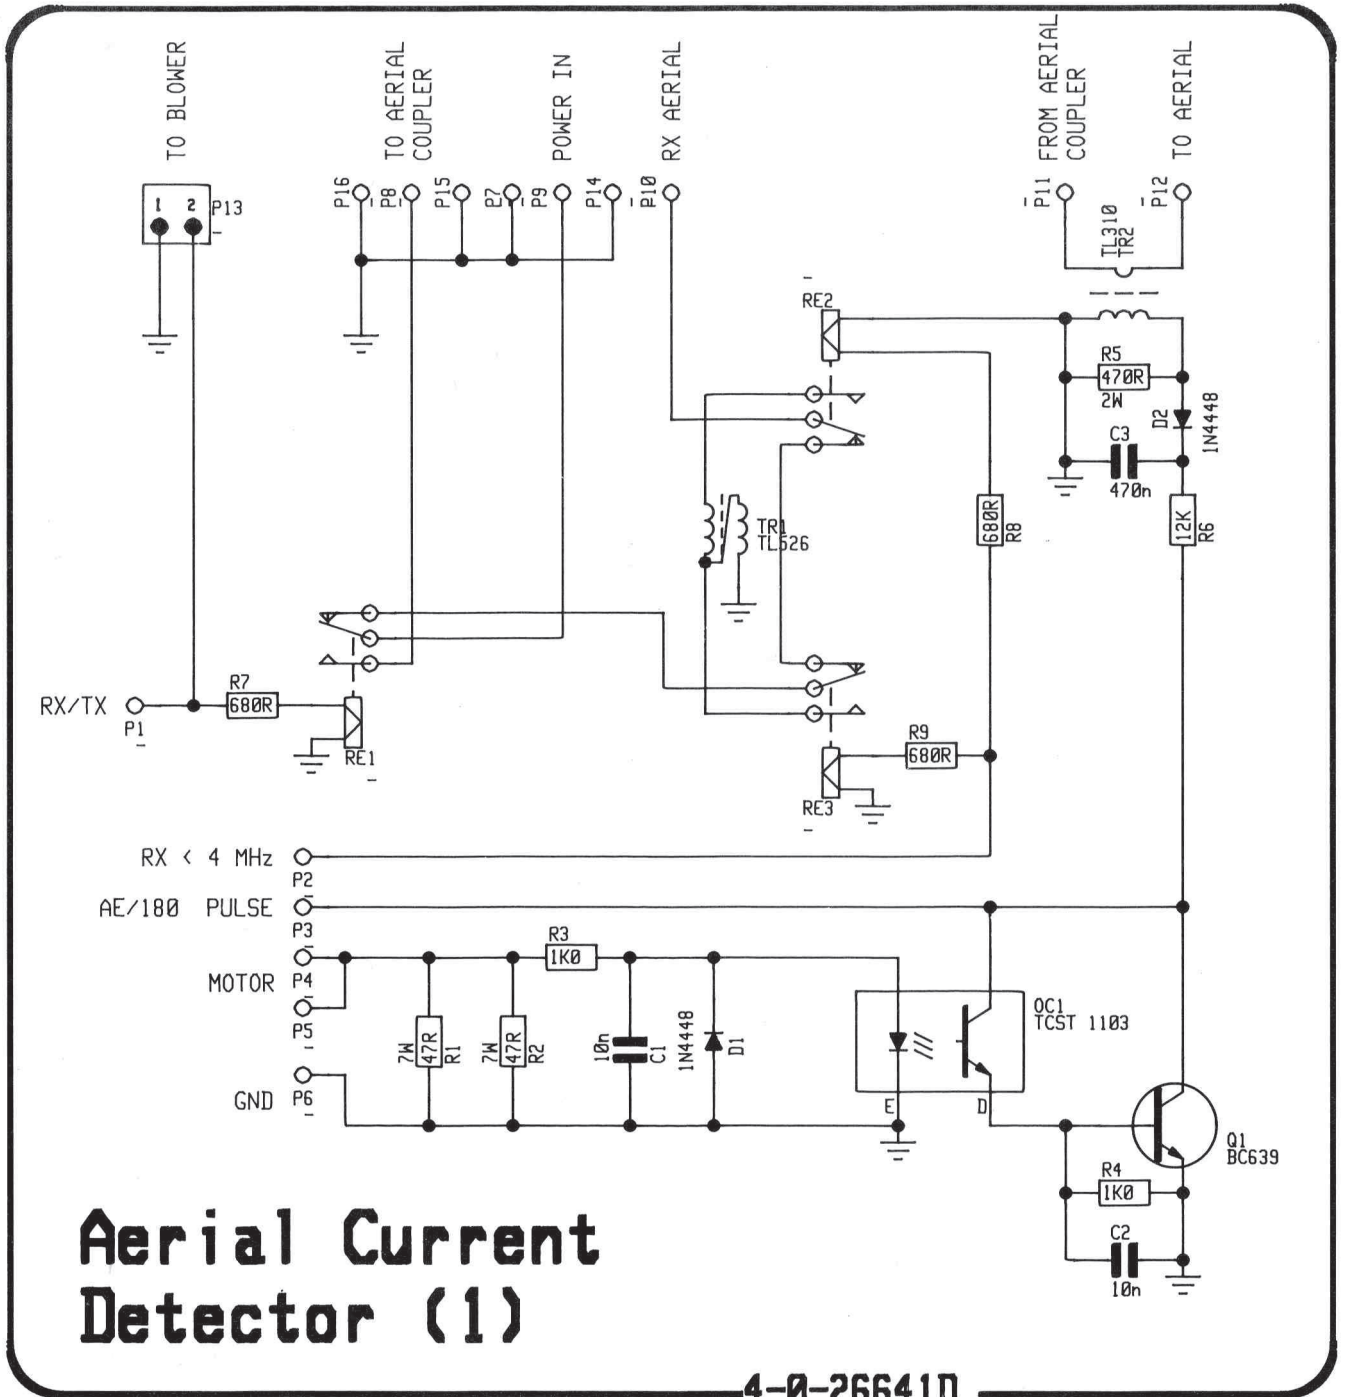 TO BLOWER
TO AERIAL
COUPLER
POWER IN
RX AERIAL
FROM AERIAL
COUPLER
TO AERIAL
P16
P8
P15
P7
P9
P14
P10
P11
P12
1 2
P13
TL310
TR2
RE2
R5
470R
2W
D2
1N4448
C3
470n
680R
R8
12K
R6
TR1
TL526
RX/TX
P1
R7
680R
RE1
R9
680R
RE3
RX < 4 MHz
P2
AE/180 PULSE
P3
R3
1K0
MOTOR
P4
P5
GND
P6
7W
47R
R1
7W
47R
R2
10n
C1
1N4448
D1
OC1
TCST 1103
E
D
Q1
BC639
R4
1K0
C2
10n
Aerial Current
Detector (1)
4-0-26641D